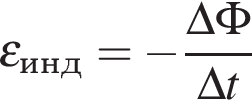 ε_инд = − ΔΦ / Δt